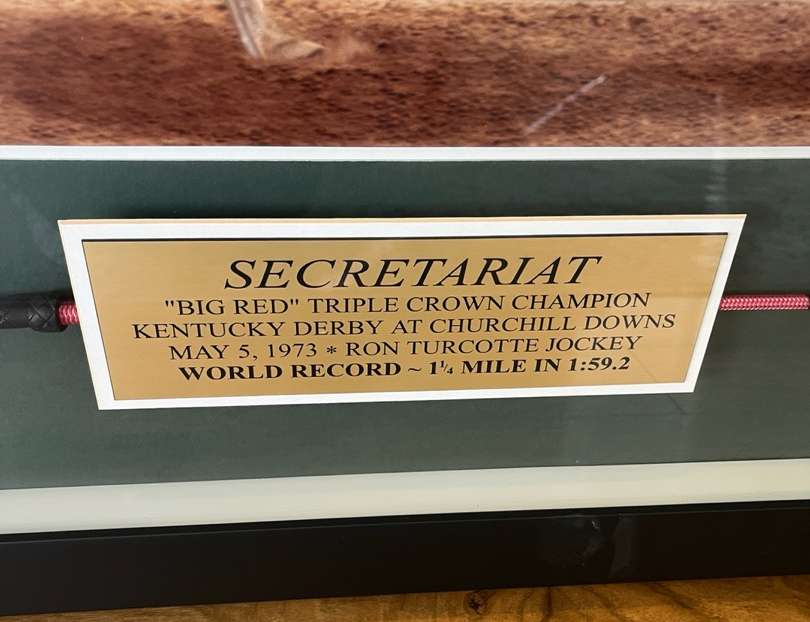 SECRETARIAT
"BIG RED" TRIPLE CROWN CHAMPION
KENTUCKY DERBY AT CHURCHILL DOWNS
MAY 5, 1973 * RON TURCOTTE JOCKEY
WORLD RECORD ~ 1¼ MILE IN 1:59.2